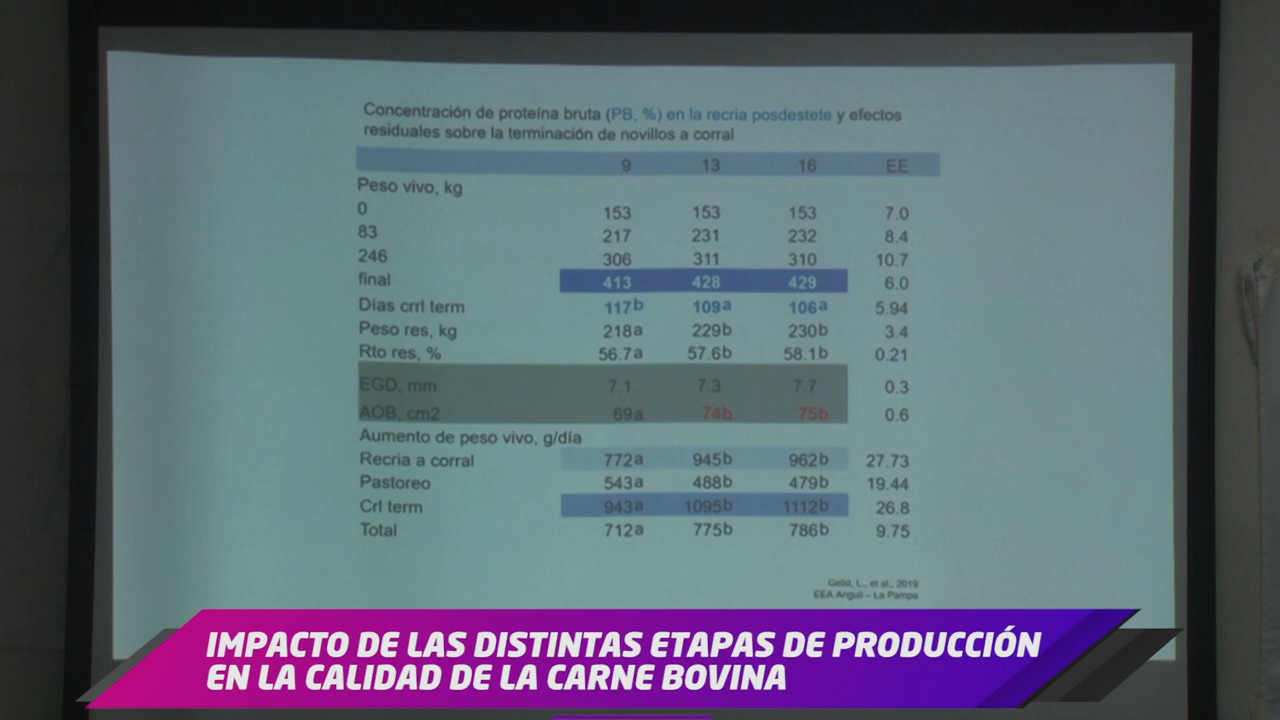 Concentración de proteína bruta (PB, %) en la recria posdestete y efectos
residuales sobre la terminación de novillos a corral
9 13 16 EE
Peso vivo, kg
0 153 153 153 7.0
83 217 231 232 8.4
246 306 311 310 10.7
final 413 428 429 6.0
Días crrl term 117b 109a 106a 5.94
Peso res, kg 218a 229b 230b 3.4
Rto res, % 56.7a 57.6b 58.1b 0.21
EGD, mm 7.1 7.3 7.7 0.3
AOB, cm2 69a 74b 75b 0.6
Aumento de peso vivo, g/día
Recria a corral 772a 945b 962b 27.73
Pastoreo 543a 488b 479b 19.44
Crl term 943a 1095b 1112b 26.8
Total 712a 775b 786b 9.75
L., et al., 2019
EEA Anguil – La Pampa
IMPACTO DE LAS DISTINTAS ETAPAS DE PRODUCCIÓN
EN LA CALIDAD DE LA CARNE BOVINA